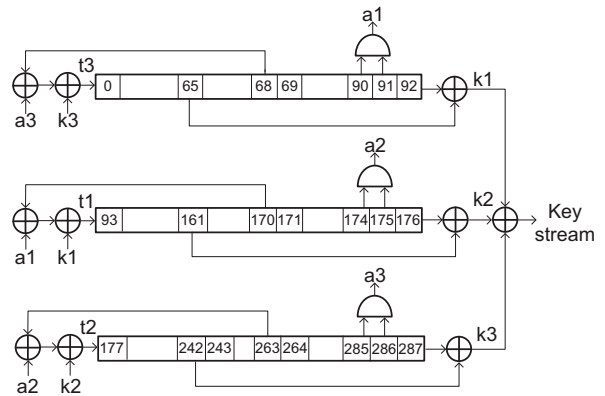 a1
t3
0 65 68 69 90 91 92
k1
a3 k3
a2
t1
93 161 170 171 174 175 176
k2
Key
stream
a1 k1
a3
t2
177 242 243 263 264 285 286 287
k3
a2 k2